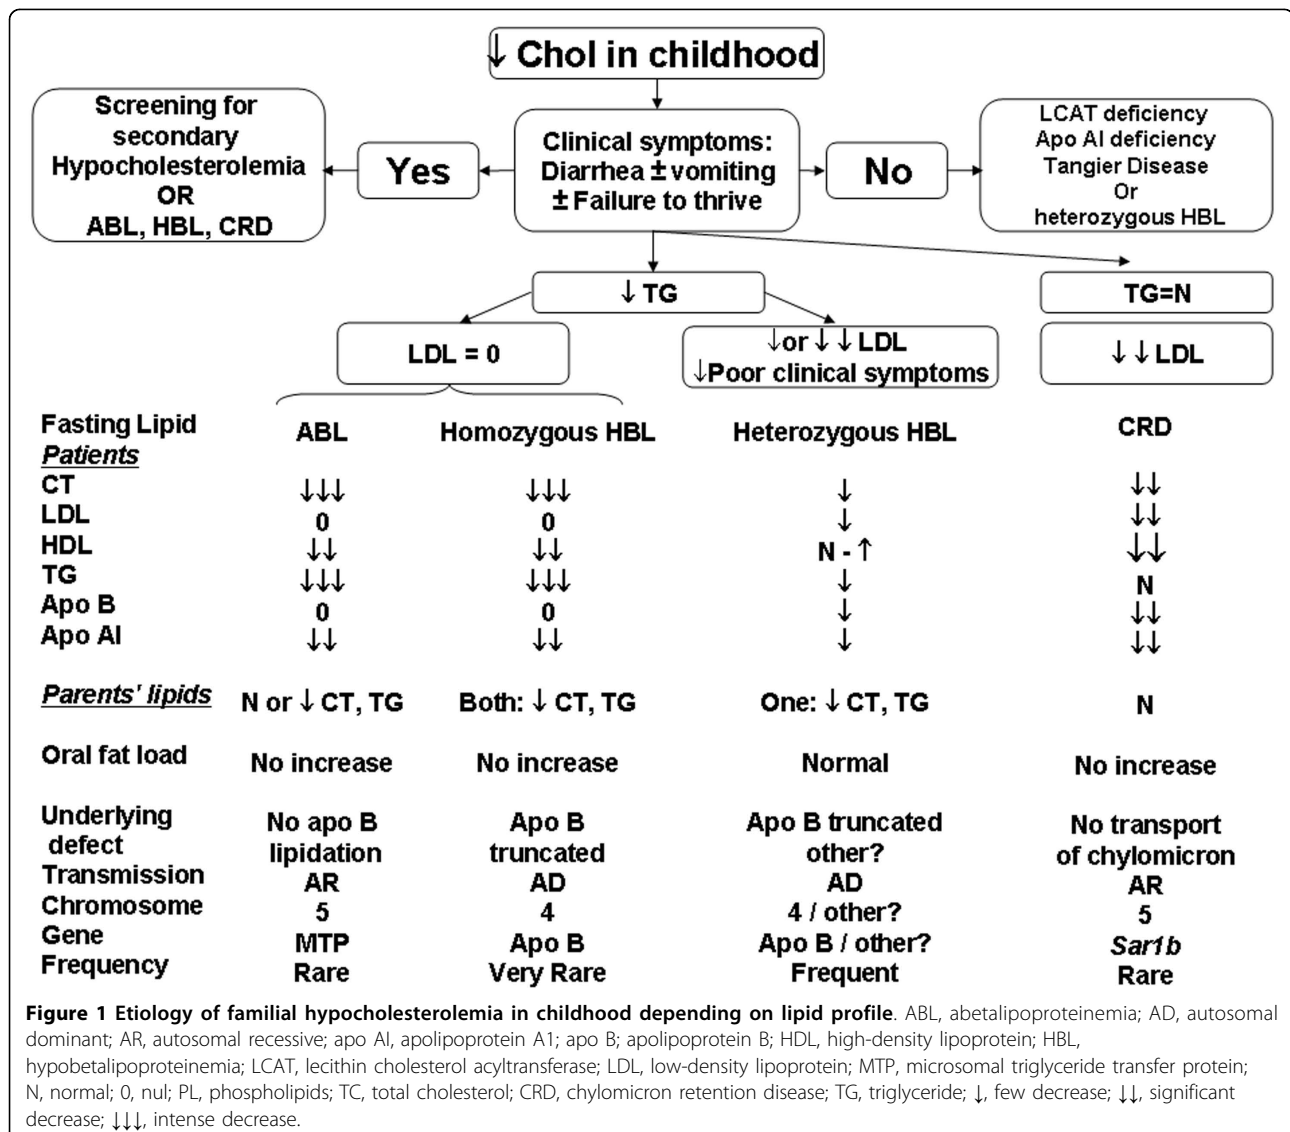 ↓ Chol in childhood
Screening for
secondary
Hypocholesterolemia
OR
ABL, HBL, CRD
Yes
Clinical symptoms:
Diarrhea ± vomiting
± Failure to thrive
No
LCAT deficiency
Apo AI deficiency
Tangier Disease
Or
heterozygous HBL
↓ TG
TG=N
LDL = 0
↓or ↓ ↓ LDL
↓Poor clinical symptoms
↓ ↓ LDL
Fasting Lipid ABL Homozygous HBL Heterozygous HBL CRD
Patients
CT ↓↓↓ ↓↓↓ ↓ ↓↓
LDL 0 0 ↓ ↓↓
HDL ↓↓ ↓↓ N - ↑ ↓↓
TG ↓↓↓ ↓↓↓ ↓ N
Apo B 0 0 ↓ ↓↓
Apo AI ↓↓ ↓↓ ↓ ↓↓
Parents' lipids N or ↓ CT, TG Both: ↓ CT, TG One: ↓ CT, TG N
Oral fat load No increase No increase Normal No increase
Underlying No apo B Apo B Apo B truncated No transport
defect lipidation truncated other? of chylomicron
Transmission AR AD AD AR
Chromosome 5 4 4 / other? 5
Gene MTP Apo B Apo B / other? Sar1b
Frequency Rare Very Rare Frequent Rare
Figure 1 Etiology of familial hypocholesterolemia in childhood depending on lipid profile. ABL, abetalipoproteinemia; AD, autosomal
dominant; AR, autosomal recessive; apo AI, apolipoprotein A1; apo B; apolipoprotein B; HDL, high-density lipoprotein; HBL,
hypobetalipoproteinemia; LCAT, lecithin cholesterol acyltransferase; LDL, low-density lipoprotein; MTP, microsomal triglyceride transfer protein;
N, normal; 0, nul; PL, phospholipids; TC, total cholesterol; CRD, chylomicron retention disease; TG, triglyceride; ↓, few decrease; ↓↓, significant
decrease; ↓↓↓, intense decrease.